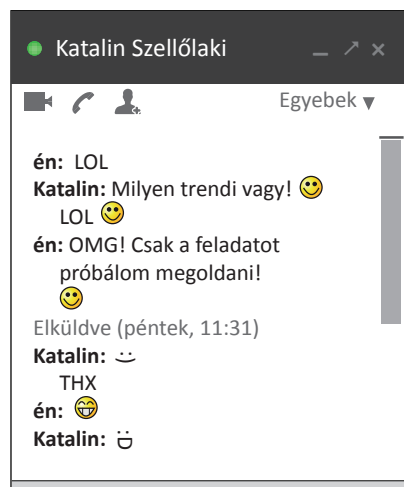 Katalin Szellőlaki
Egyebek ▼
én: LOL
Katalin: Milyen trendi vagy! 🙂
LOL 🙂
én: OMG! Csak a feladatot
próbálom megoldani!
🙂
Elküldve (péntek, 11:31)
Katalin: :)
THX
én: 😁
Katalin: :D